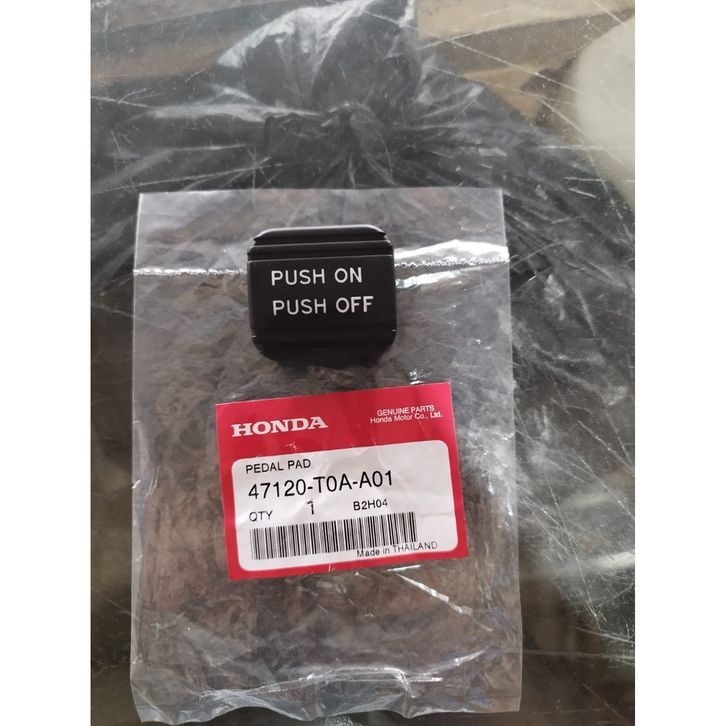 PUSH ON
PUSH OFF
HONDA
GENUINE PARTS
Honda Motor Co., Ltd.
PEDAL PAD
47120-T0A-A01
QTY 1 B2H04
Made in THAILAND